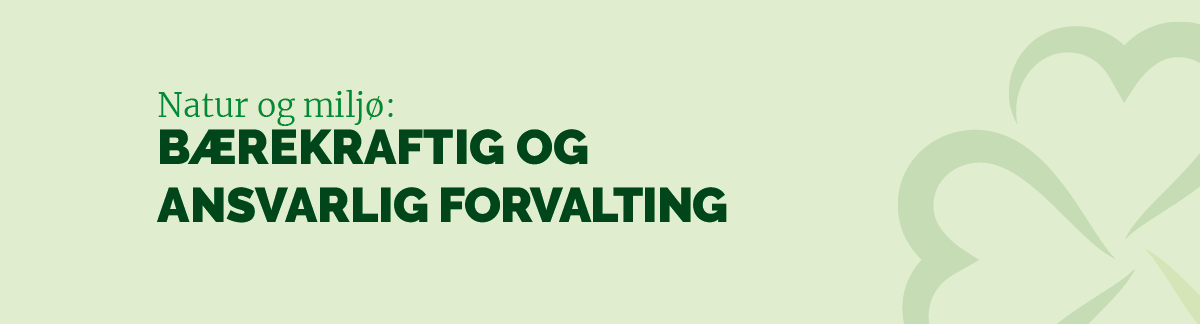 Natur og miljø:
BÆREKRAFTIG OG
ANSVARLIG FORVALTING